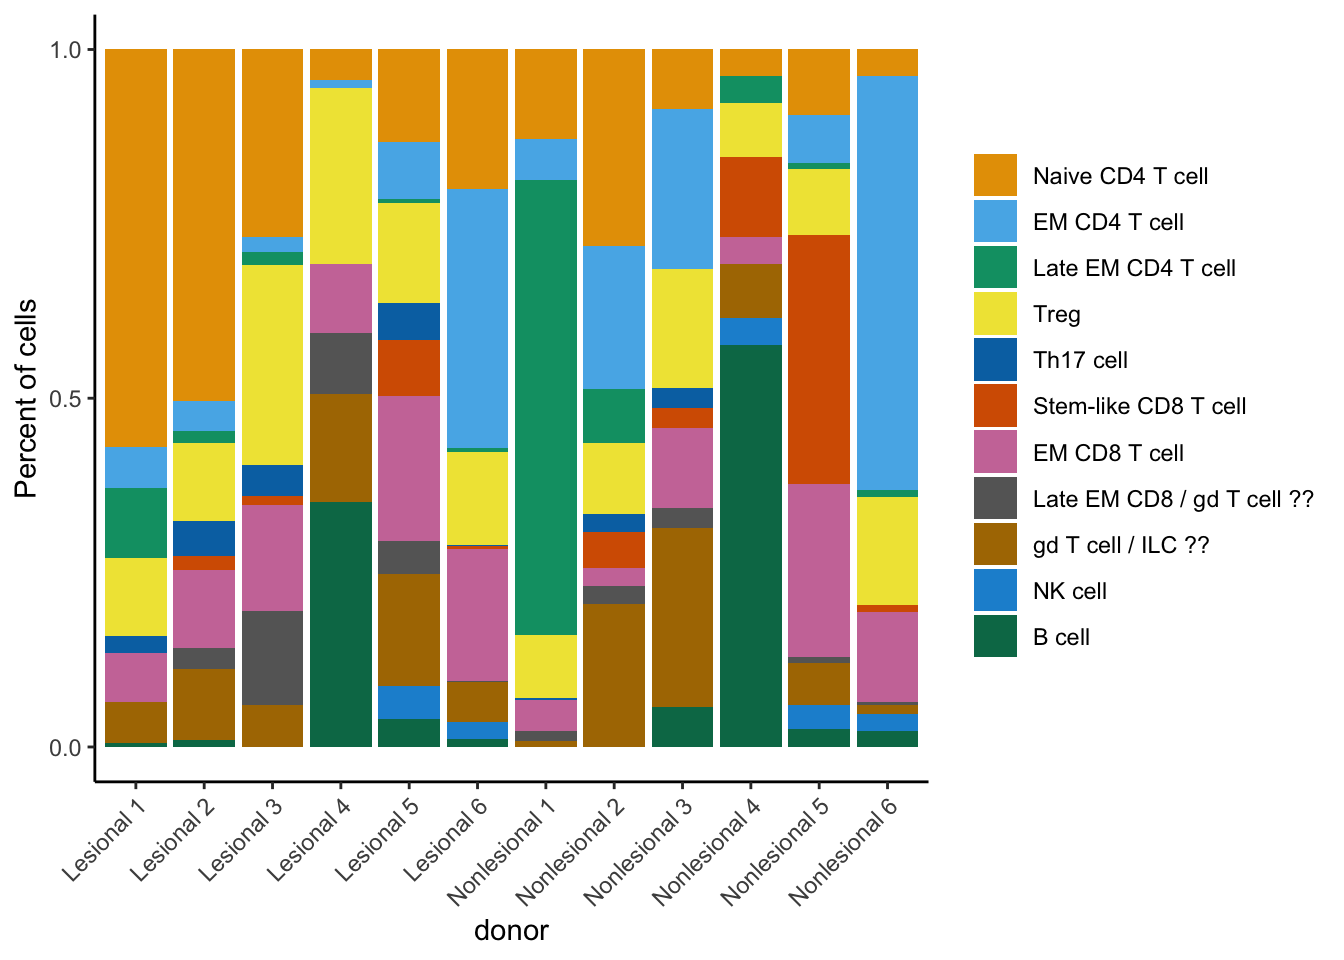 Percent of cells
1.0
0.5
0.0
Lesional 1
Lesional 2
Lesional 3
Lesional 4
Lesional 5
Lesional 6
Nonlesional 1
Nonlesional 2
Nonlesional 3
Nonlesional 4
Nonlesional 5
Nonlesional 6
donor
Naive CD4 T cell
EM CD4 T cell
Late EM CD4 T cell
Treg
Th17 cell
Stem-like CD8 T cell
EM CD8 T cell
Late EM CD8 / gd T cell ??
gd T cell / ILC ??
NK cell
B cell